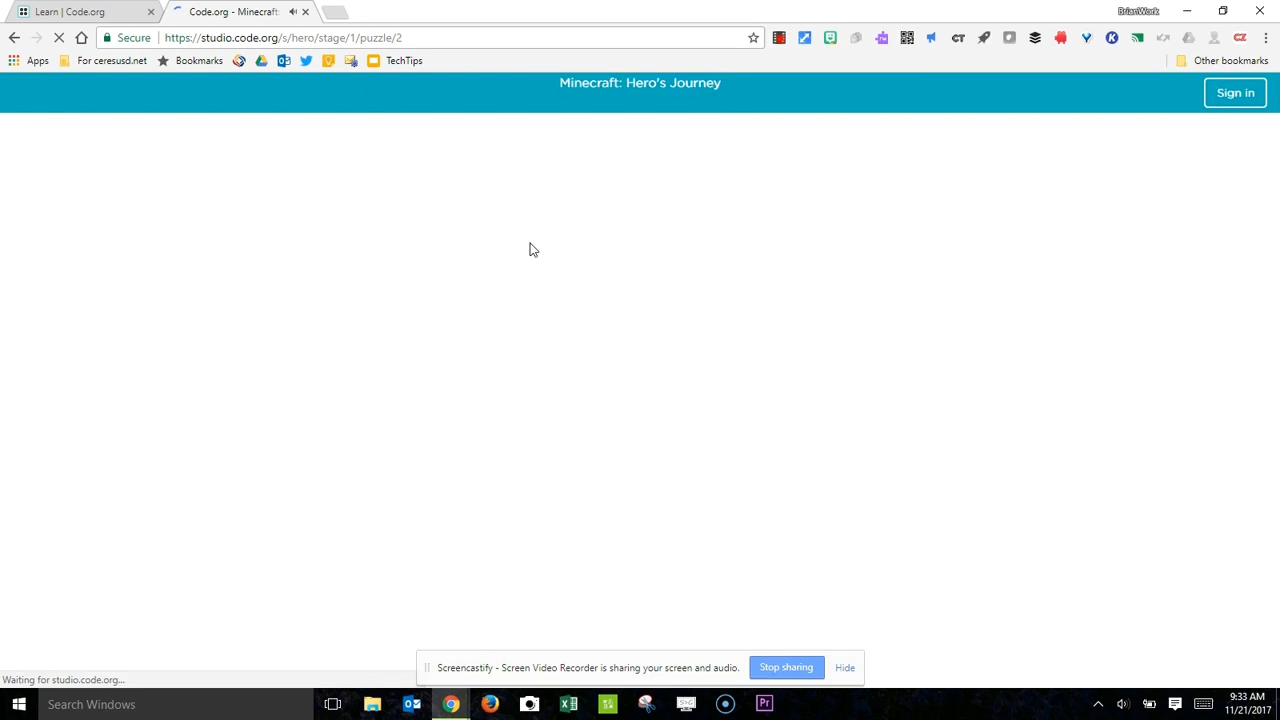 Learn | Code.org
Code.org - Minecraft:
BrianWork
Secure
https://studio.code.org/s/hero/stage/1/puzzle/2
Apps
For ceresusd.net
Bookmarks
TechTips
Other bookmarks
Minecraft: Hero's Journey
Sign in
Screencastify - Screen Video Recorder is sharing your screen and audio.
Stop sharing
Hide
Waiting for studio.code.org...
Search Windows
9:33 AM
11/21/2017